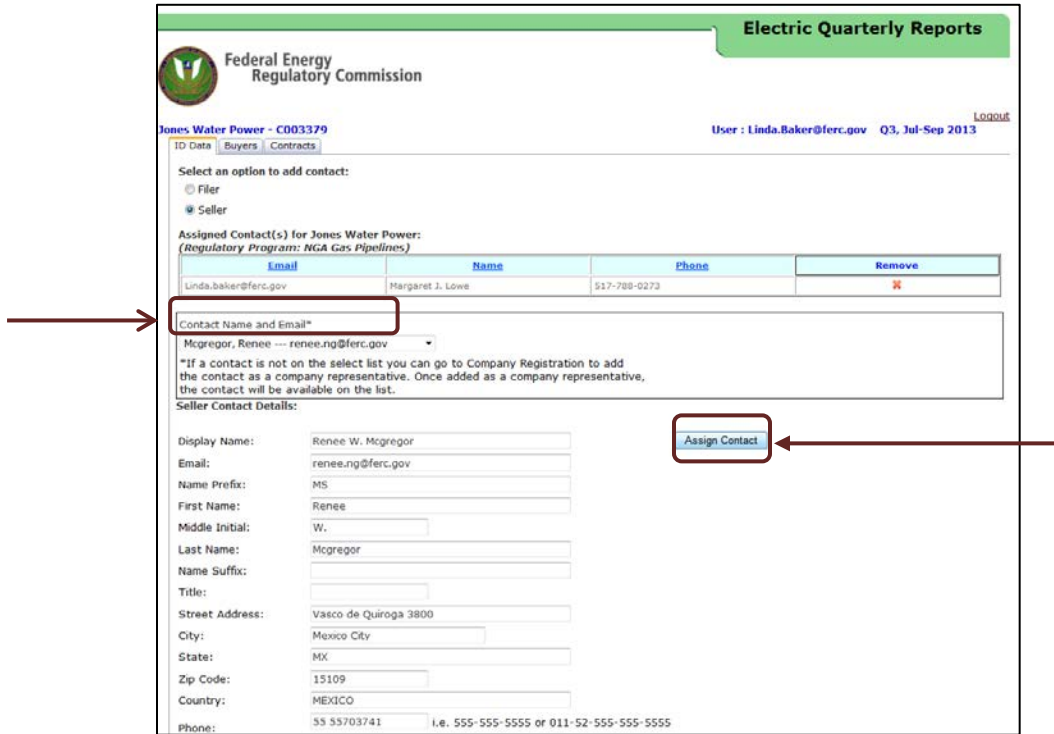 Electric Quarterly Reports
Federal Energy
Regulatory Commission
Logout
Jones Water Power - C003379 User : Linda.Baker@ferc.gov Q3, Jul-Sep 2013
ID Data Buyers Contracts
Select an option to add contact:
Filer
Seller
Assigned Contact(s) for Jones Water Power:
(Regulatory Program: NGA Gas Pipelines)
Email Name Phone Remove
Linda.baker@ferc.gov Margaret J. Lowe 517-788-0273
Contact Name and Email*
Mcgregor, Renee --- renee.ng@ferc.gov
*If a contact is not on the select list you can go to Company Registration to add
the contact as a company representative. Once added as a company representative,
the contact will be available on the list.
Seller Contact Details:
Display Name: Renee W. Mcgregor Assign Contact
Email: renee.ng@ferc.gov
Name Prefix: MS
First Name: Renee
Middle Initial: W.
Last Name: Mcgregor
Name Suffix:
Title:
Street Address: Vasco de Quiroga 3800
City: Mexico City
State: MX
Zip Code: 15109
Country: MEXICO
Phone: 55 55703741 i.e. 555-555-5555 or 011-52-555-555-5555